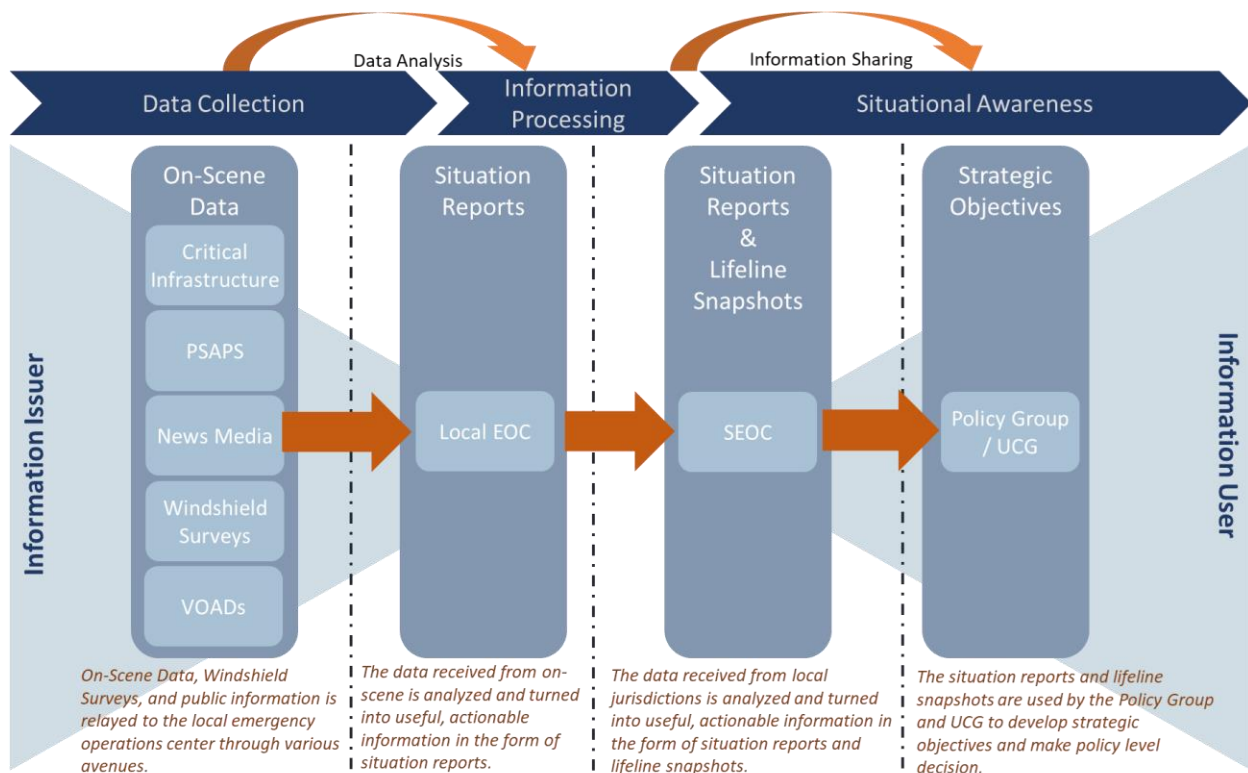 Data Analysis
Information Sharing
Data Collection
Information
Processing
Situational Awareness
Information Issuer
On-Scene
Data
Critical
Infrastructure
PSAPS
News Media
Windshield
Surveys
VOADs
On-Scene Data, Windshield
Surveys, and public information is
relayed to the local emergency
operations center through various
avenues.
Situation
Reports
Local EOC
The data received from on-
scene is analyzed and turned
into useful, actionable
information in the form of
situation reports.
Situation
Reports
&
Lifeline
Snapshots
SEOC
The data received from local
jurisdictions is analyzed and turned
into useful, actionable information in
the form of situation reports and
lifeline snapshots.
Strategic
Objectives
Policy Group
/ UCG
The situation reports and lifeline
snapshots are used by the Policy Group
and UCG to develop strategic
objectives and make policy level
decision.
Information User